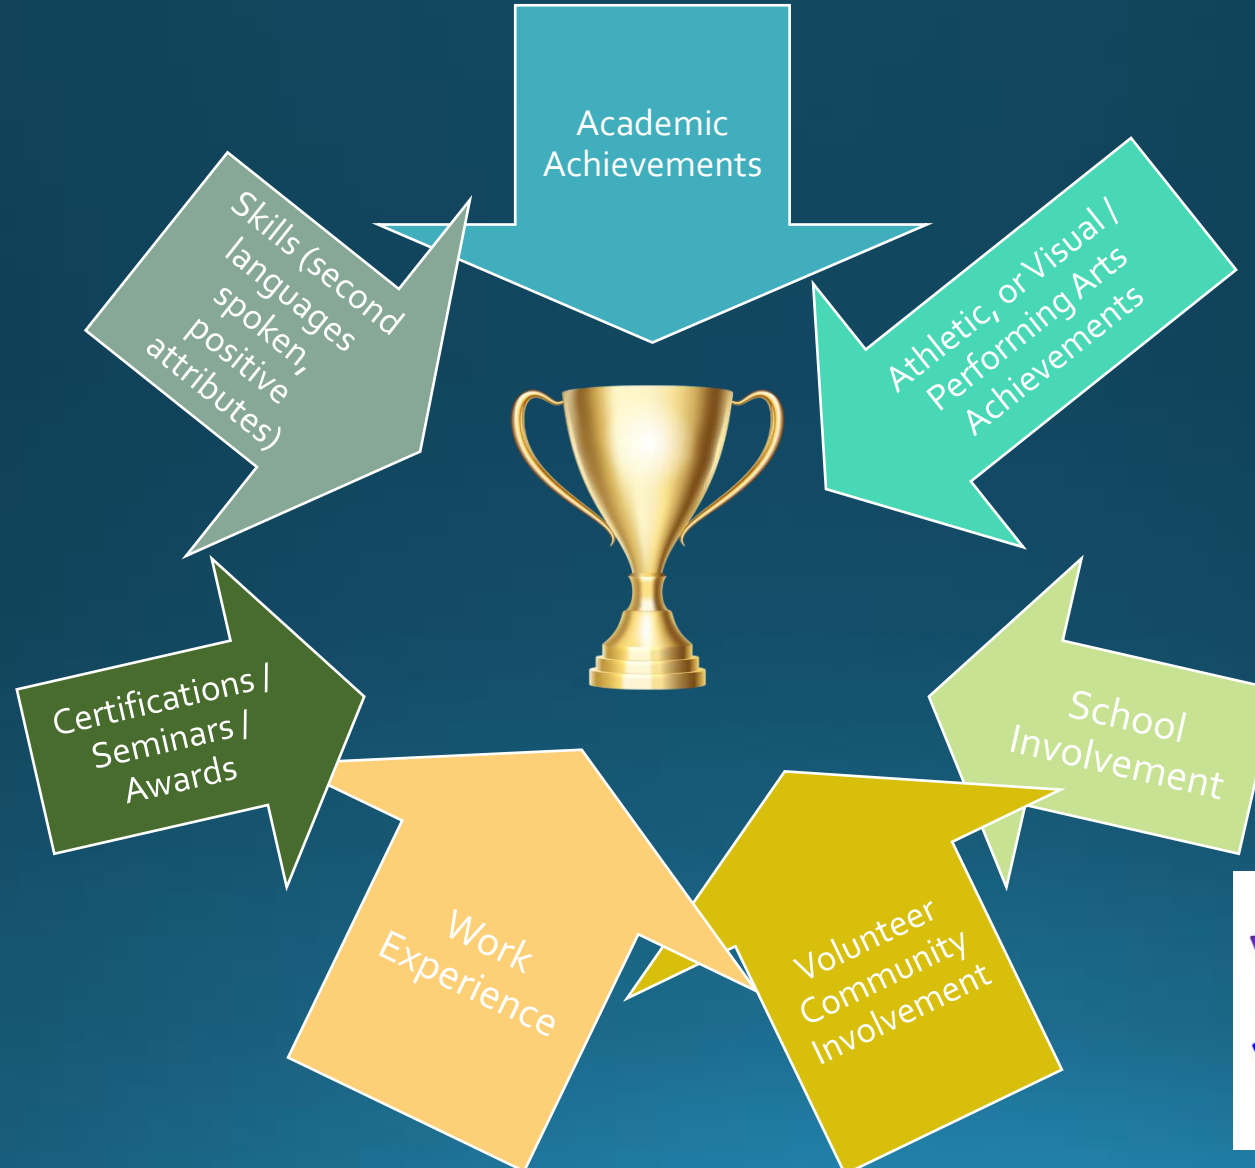 Academic
Achievements
Athletic, or Visual /
Performing Arts
Achievements
School
Involvement
Volunteer
Community
Involvement
Work
Experience
Certifications /
Seminars /
Awards
Skills (second
languages
spoken,
positive
attributes)